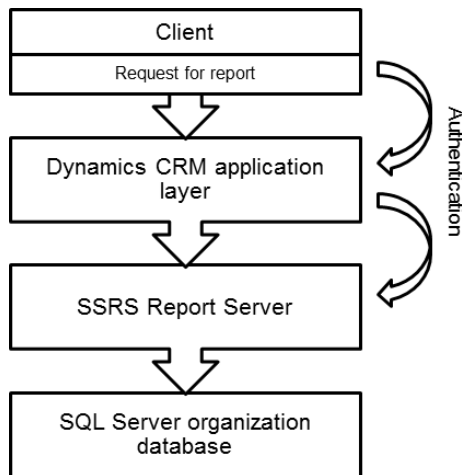 Client
Request for report
Authentication
Dynamics CRM application
layer
SSRS Report Server
SQL Server organization
database